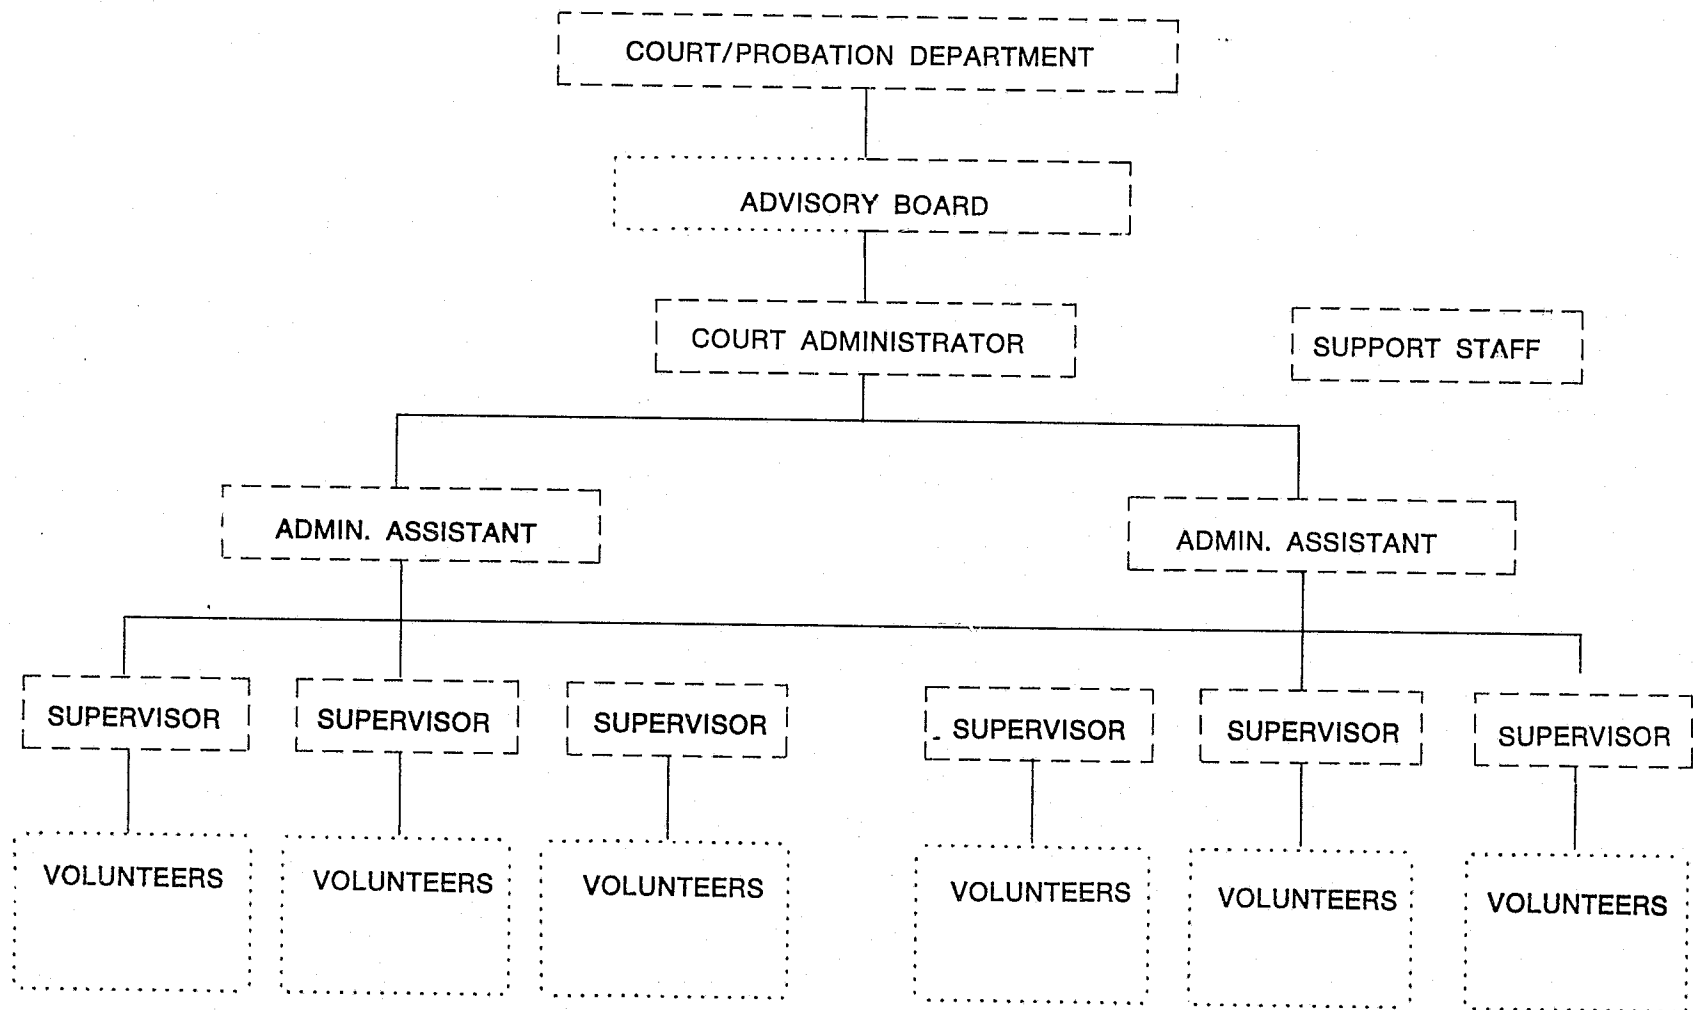 COURT/PROBATION DEPARTMENT
ADVISORY BOARD
COURT ADMINISTRATOR
SUPPORT STAFF
ADMIN. ASSISTANT
ADMIN. ASSISTANT
SUPERVISOR
SUPERVISOR
SUPERVISOR
SUPERVISOR
SUPERVISOR
SUPERVISOR
VOLUNTEERS
VOLUNTEERS
VOLUNTEERS
VOLUNTEERS
VOLUNTEERS
VOLUNTEERS